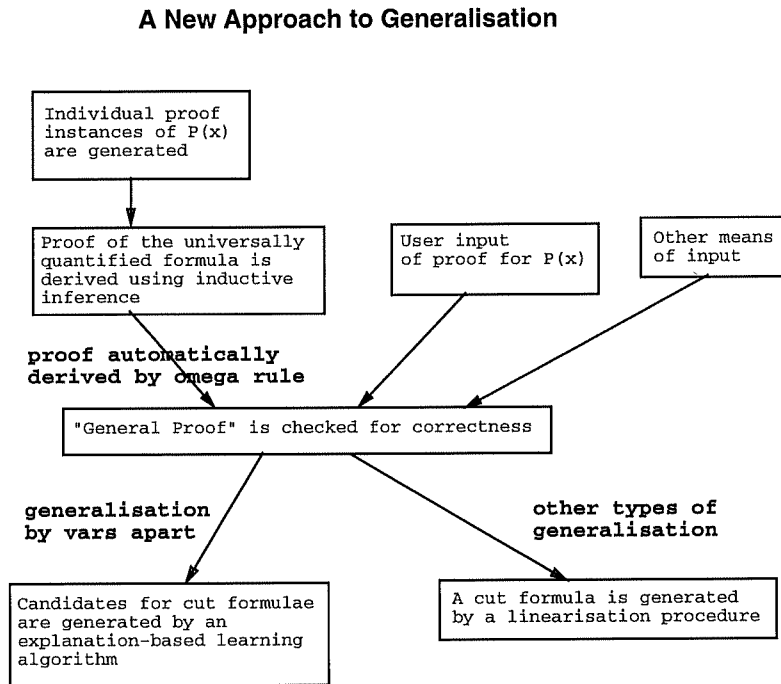 A New Approach to Generalisation
Individual proof
instances of P(x)
are generated
Proof of the universally
quantified formula is
derived using inductive
inference
User input
of proof for P(x)
Other means
of input
proof automatically
derived by omega rule
"General Proof" is checked for correctness
generalisation
by vars apart
other types of
generalisation
Candidates for cut formulae
are generated by an
explanation-based learning
algorithm
A cut formula is generated
by a linearisation procedure